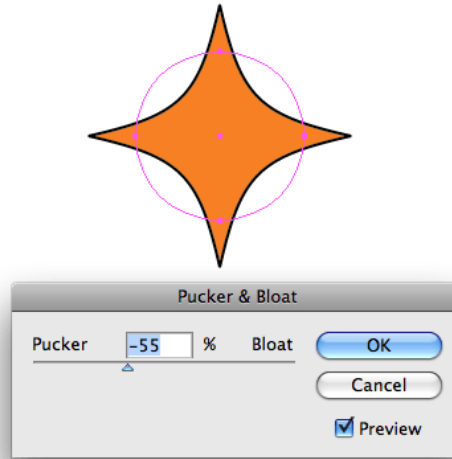 Pucker & Bloat
Pucker -55 % Bloat
OK
Cancel
Preview